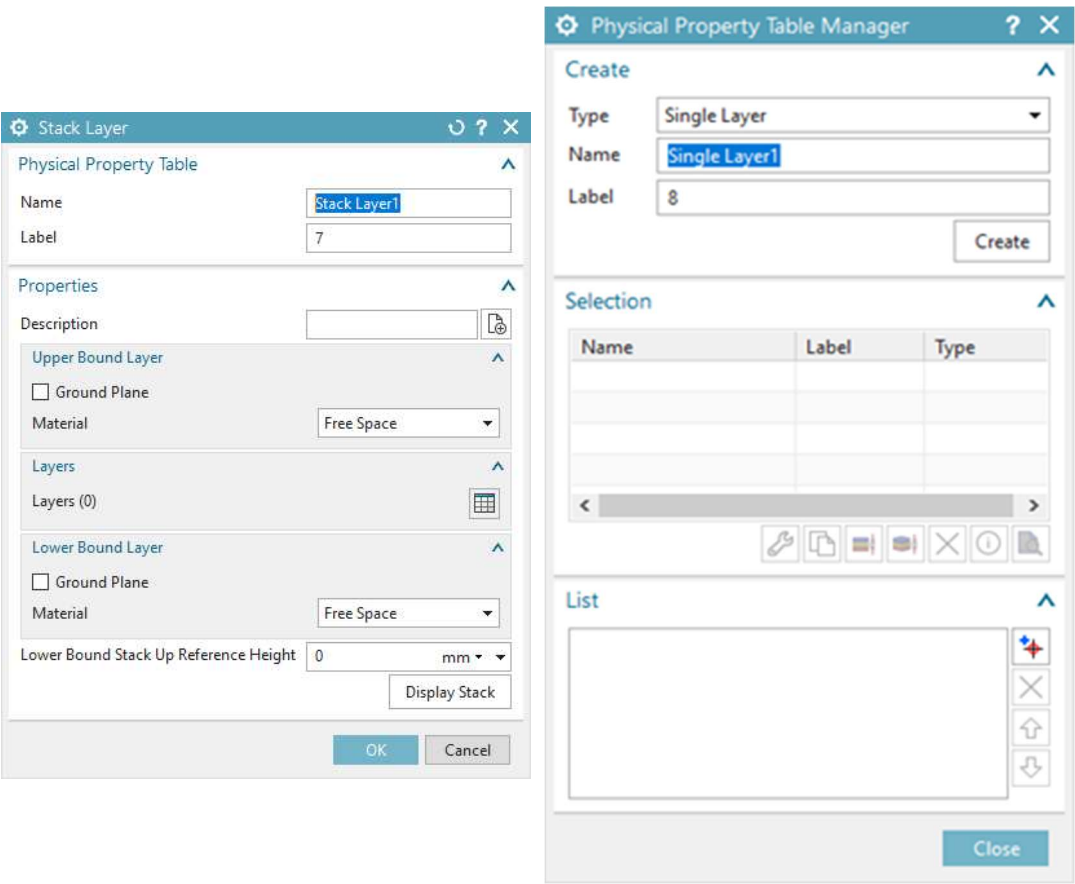 Stack Layer
Physical Property Table
Name Stack Layer1
Label 7
Properties
Description
Upper Bound Layer
Ground Plane
Material Free Space
Layers
Layers (0)
Lower Bound Layer
Ground Plane
Material Free Space
Lower Bound Stack Up Reference Height 0 mm
Display Stack
OK Cancel
Physical Property Table Manager
Create
Type Single Layer
Name Single Layer1
Label 8
Create
Selection
Name Label Type
List
Close